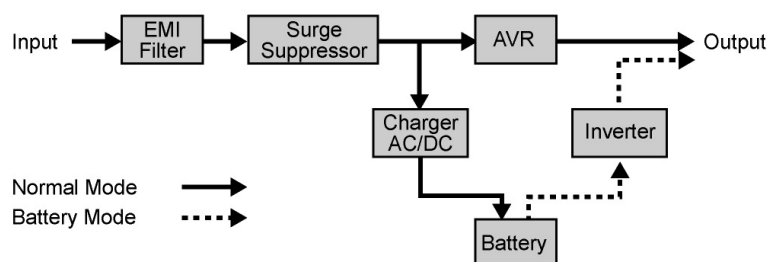 Input
EMI
Filter
Surge
Suppressor
AVR
Output
Charger
AC/DC
Inverter
Normal Mode
Battery Mode
Battery